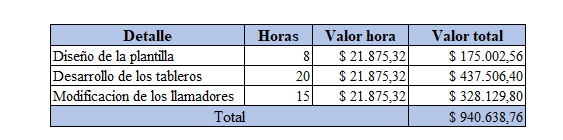 Detalle Horas Valor hora Valor total
Diseño de la plantilla 8 $ 21.875,32 $ 175.002,56
Desarrollo de los tableros 20 $ 21.875,32 $ 437.506,40
Modificacion de los llamadores 15 $ 21.875,32 $ 328.129,80
Total $ 940.638,76